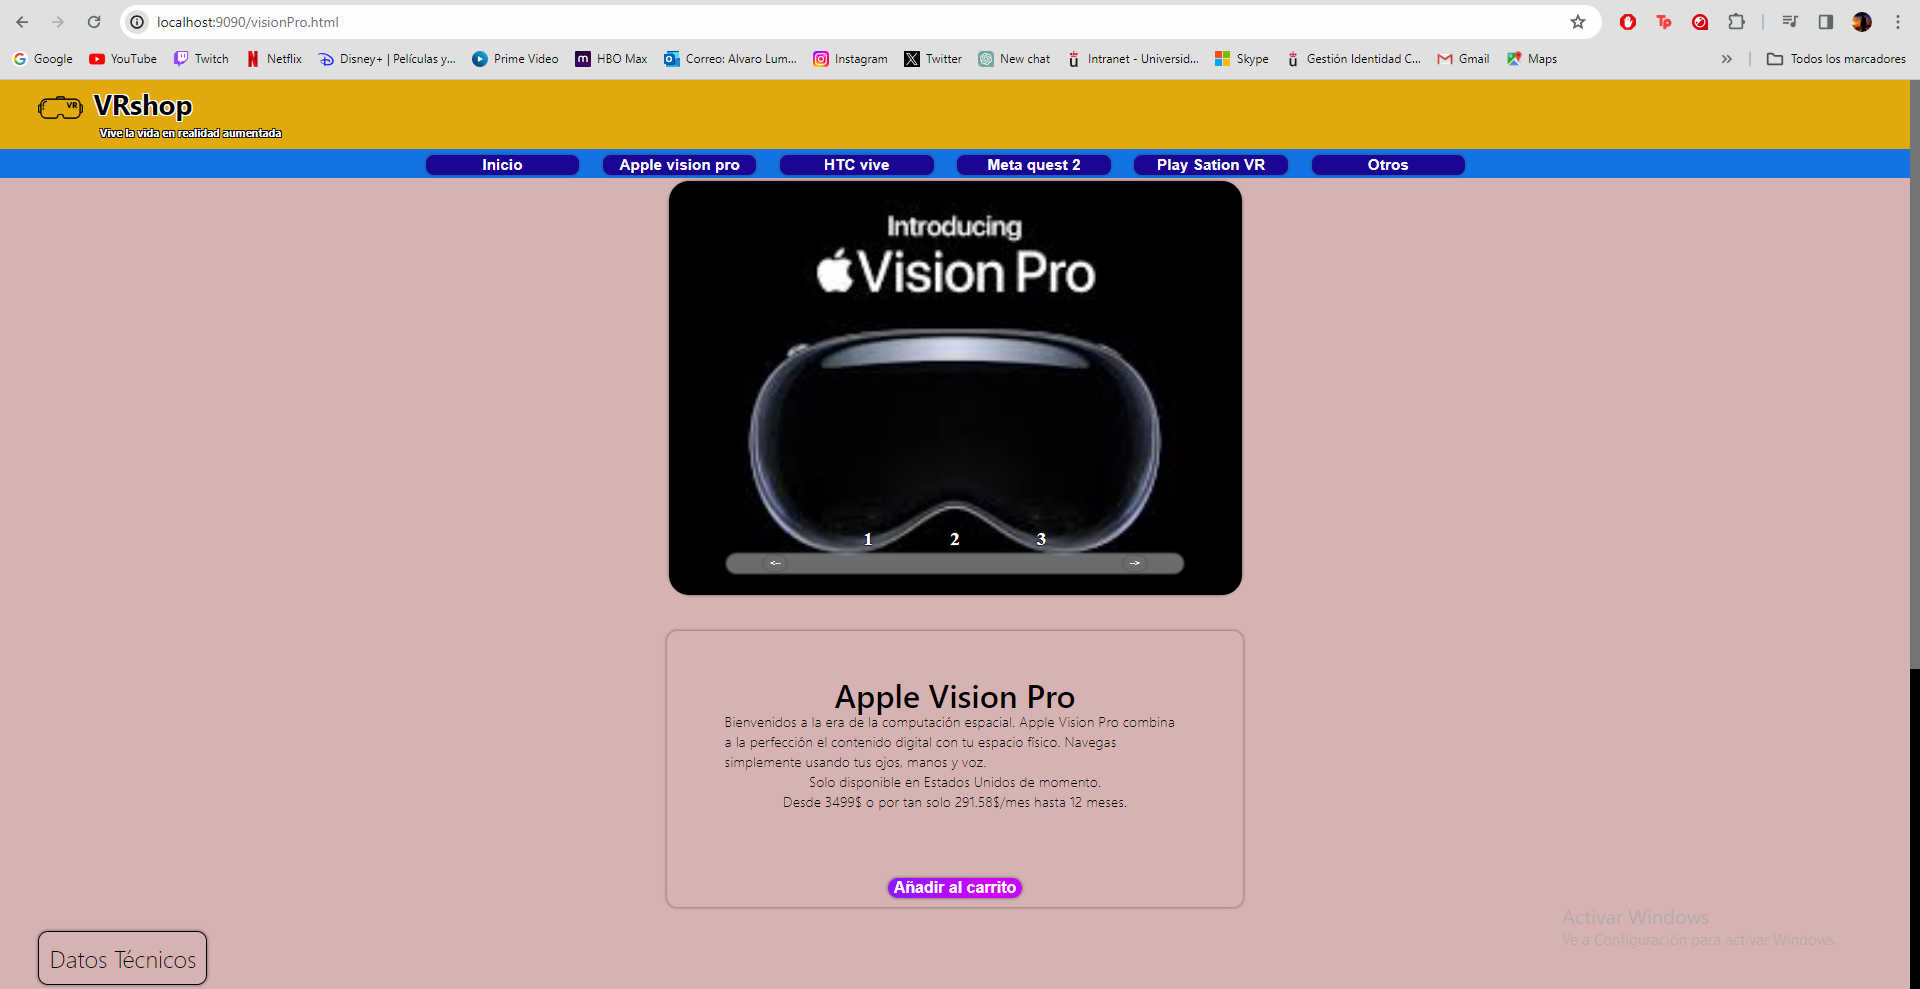 localhost:9090/visionPro.html
Google YouTube Twitch Netflix Disney+ | Películas y... Prime Video HBO Max Correo: Alvaro Lum... Instagram Twitter New chat Intranet - Universid... Skype Gestión Identidad C... Gmail Maps » Todos los marcadores
VR VRshop
Vive la vida en realidad aumentada
Inicio Apple vision pro HTC vive Meta quest 2 Play Sation VR Otros
Introducing
Vision Pro
1 2 3
<-- -->
Apple Vision Pro
Bienvenidos a la era de la computación espacial. Apple Vision Pro combina
a la perfección el contenido digital con tu espacio físico. Navegas
simplemente usando tus ojos, manos y voz.
Solo disponible en Estados Unidos de momento.
Desde 3499$ o por tan solo 291.58$/mes hasta 12 meses.
Añadir al carrito
Activar Windows
Ve a Configuración para activar Windows.
Datos Técnicos